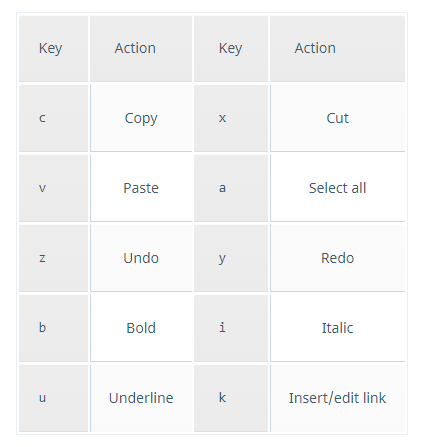 Key Action Key Action
c Copy x Cut
v Paste a Select all
z Undo y Redo
b Bold i Italic
u Underline k Insert/edit link